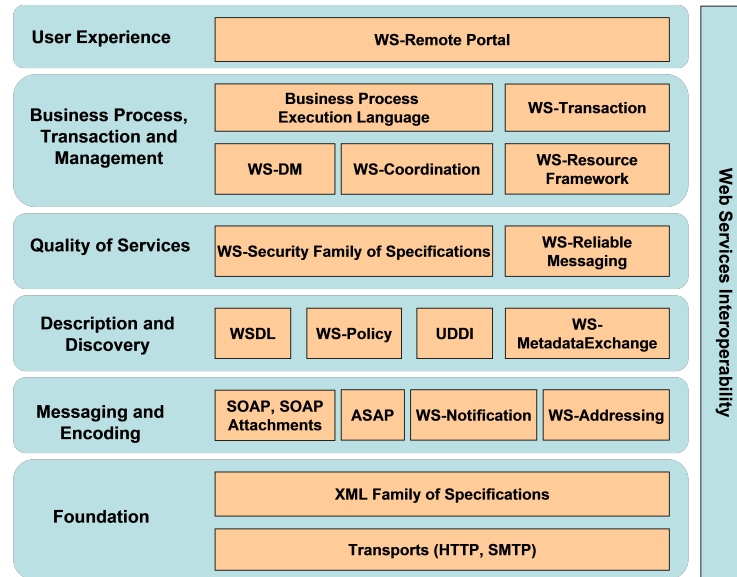 User Experience
WS-Remote Portal
Business Process,
Transaction and
Management
Business Process
Execution Language
WS-Transaction
WS-DM
WS-Coordination
WS-Resource
Framework
Quality of Services
WS-Security Family of Specifications
WS-Reliable
Messaging
Description and
Discovery
WSDL
WS-Policy
UDDI
WS-
MetadataExchange
Messaging and
Encoding
SOAP, SOAP
Attachments
ASAP
WS-Notification
WS-Addressing
Foundation
XML Family of Specifications
Transports (HTTP, SMTP)
Web Services Interoperability